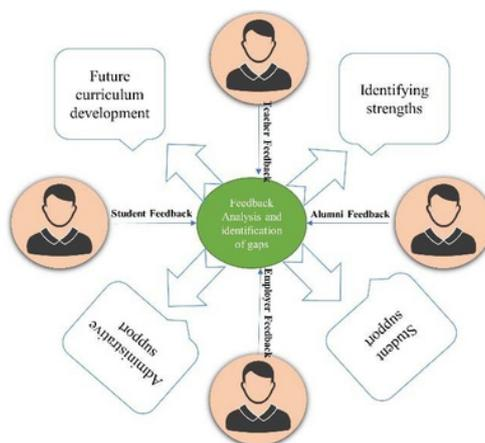 Future
curriculum
development
Identifying
strengths
Teacher Feedback
Student Feedback
Feedback
Analysis and
identification
of gaps
Alumni Feedback
Employer Feedback
Administrative
support
Student
support